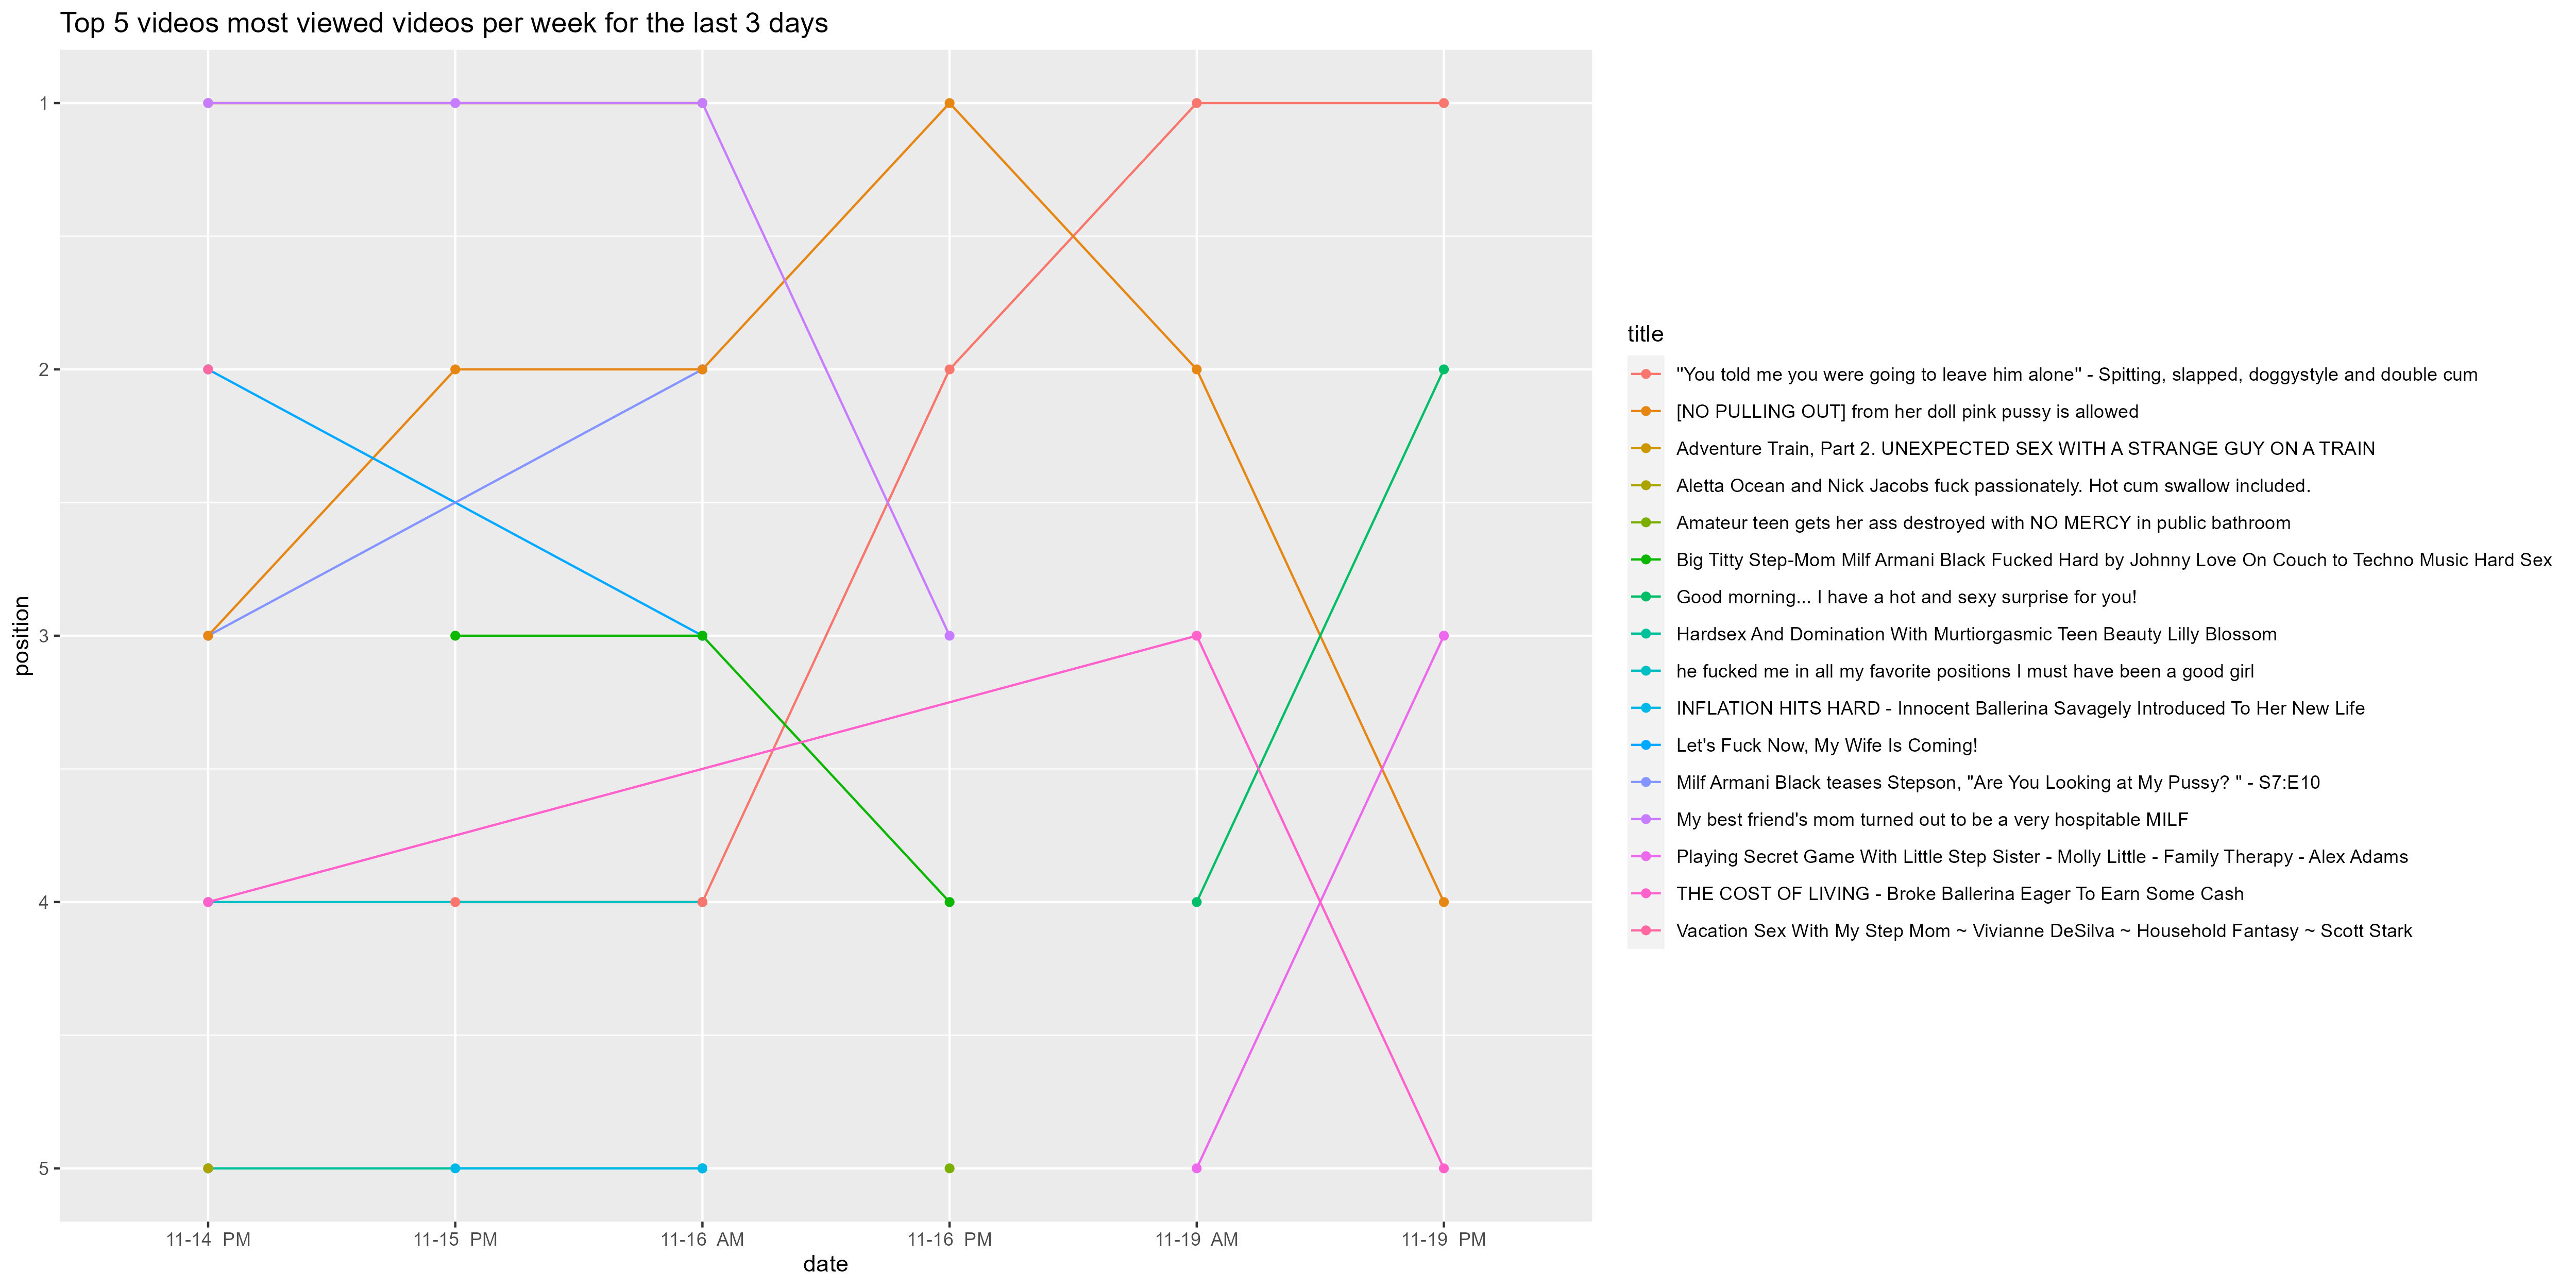 Top 5 videos most viewed videos per week for the last 3 days
position
1
2
3
4
5
11-14 PM
11-15 PM
11-16 AM
11-16 PM
11-19 AM
11-19 PM
date
title
"You told me you were going to leave him alone" - Spitting, slapped, doggystyle and double cum
[NO PULLING OUT] from her doll pink pussy is allowed
Adventure Train, Part 2. UNEXPECTED SEX WITH A STRANGE GUY ON A TRAIN
Aletta Ocean and Nick Jacobs fuck passionately. Hot cum swallow included.
Amateur teen gets her ass destroyed with NO MERCY in public bathroom
Big Titty Step-Mom Milf Armani Black Fucked Hard by Johnny Love On Couch to Techno Music Hard Sex
Good morning... I have a hot and sexy surprise for you!
Hardsex And Domination With Murtiorgasmic Teen Beauty Lilly Blossom
he fucked me in all my favorite positions I must have been a good girl
INFLATION HITS HARD - Innocent Ballerina Savagely Introduced To Her New Life
Let's Fuck Now, My Wife Is Coming!
Milf Armani Black teases Stepson, "Are You Looking at My Pussy? " - S7:E10
My best friend's mom turned out to be a very hospitable MILF
Playing Secret Game With Little Step Sister - Molly Little - Family Therapy - Alex Adams
THE COST OF LIVING - Broke Ballerina Eager To Earn Some Cash
Vacation Sex With My Step Mom ~ Vivianne DeSilva ~ Household Fantasy ~ Scott Stark